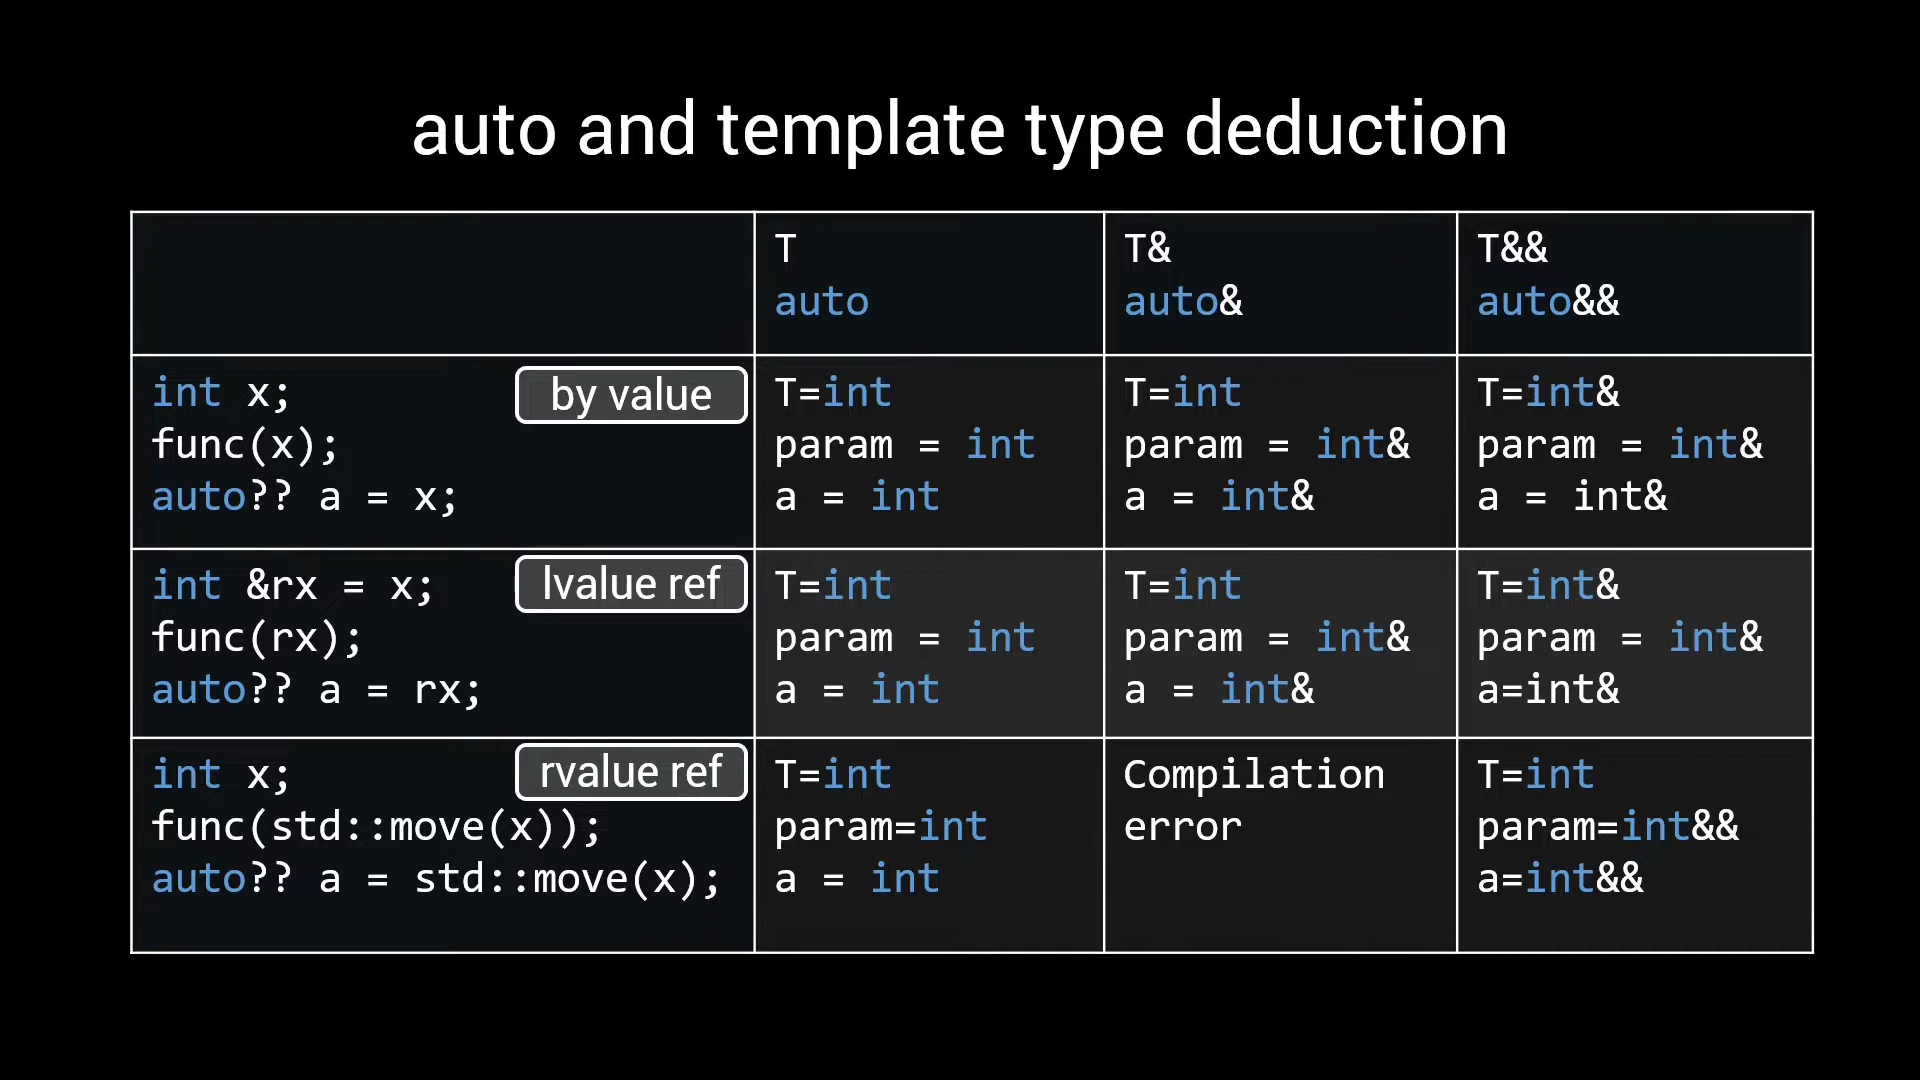 auto and template type deduction
T
auto
T&
auto&
T&&
auto&&
int x;
func(x);
auto?? a = x;
by value
T=int
param = int
a = int
T=int
param = int&
a = int&
T=int&
param = int&
a = int&
int &rx = x;
func(rx);
auto?? a = rx;
lvalue ref
T=int
param = int
a = int
T=int
param = int&
a = int&
T=int&
param = int&
a=int&
int x;
func(std::move(x));
auto?? a = std::move(x);
rvalue ref
T=int
param=int
a = int
Compilation
error
T=int
param=int&&
a=int&&